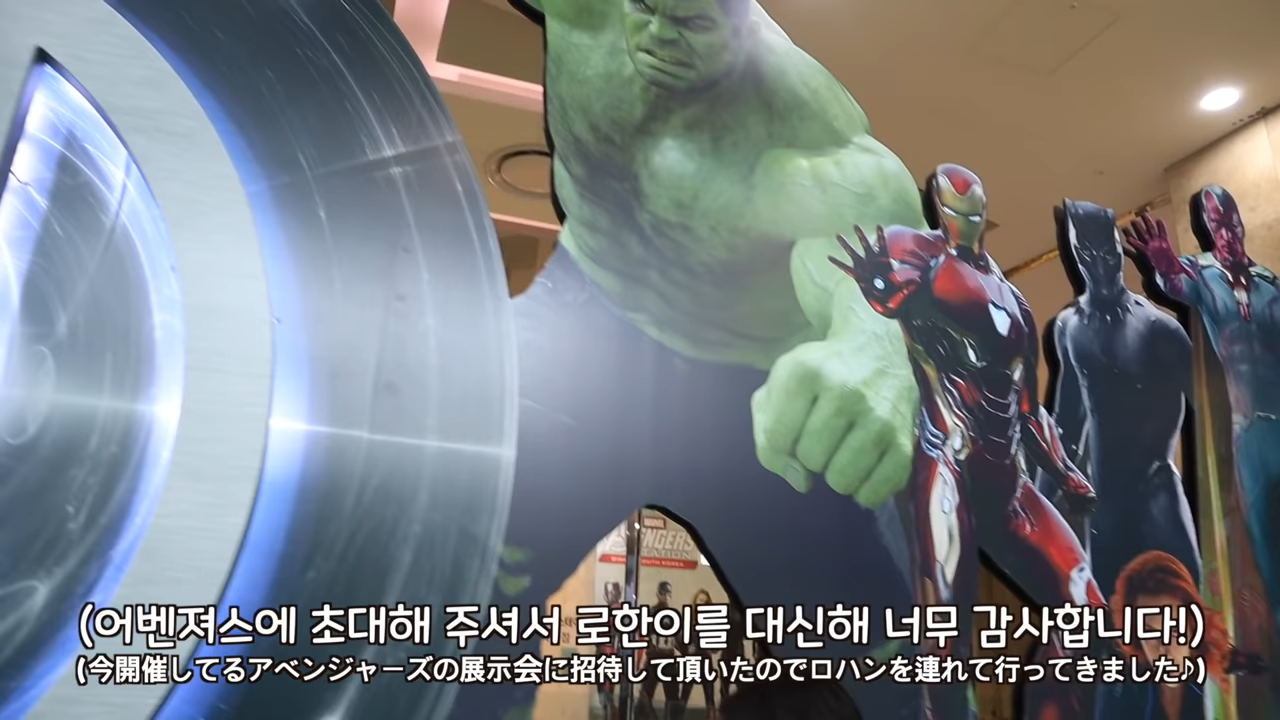 MARVEL
(어벤져스에 초대해 주셔서 로한이를 대신해 너무 감사합니다!)
(今開催してるアベンジャーズの展示会に招待して頂いたのでロハンを連れて行ってきました♪)